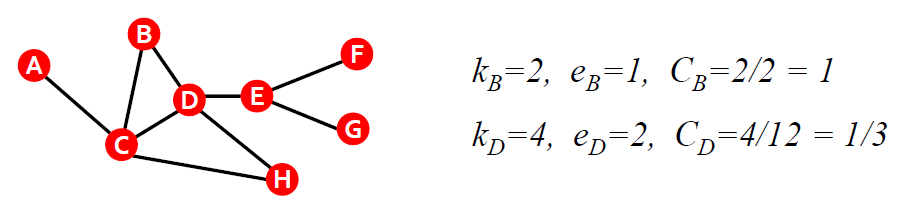 A
B
C
D
E
F
G
H
k_B=2, e_B=1, C_B=2/2 = 1
k_D=4, e_D=2, C_D=4/12 = 1/3